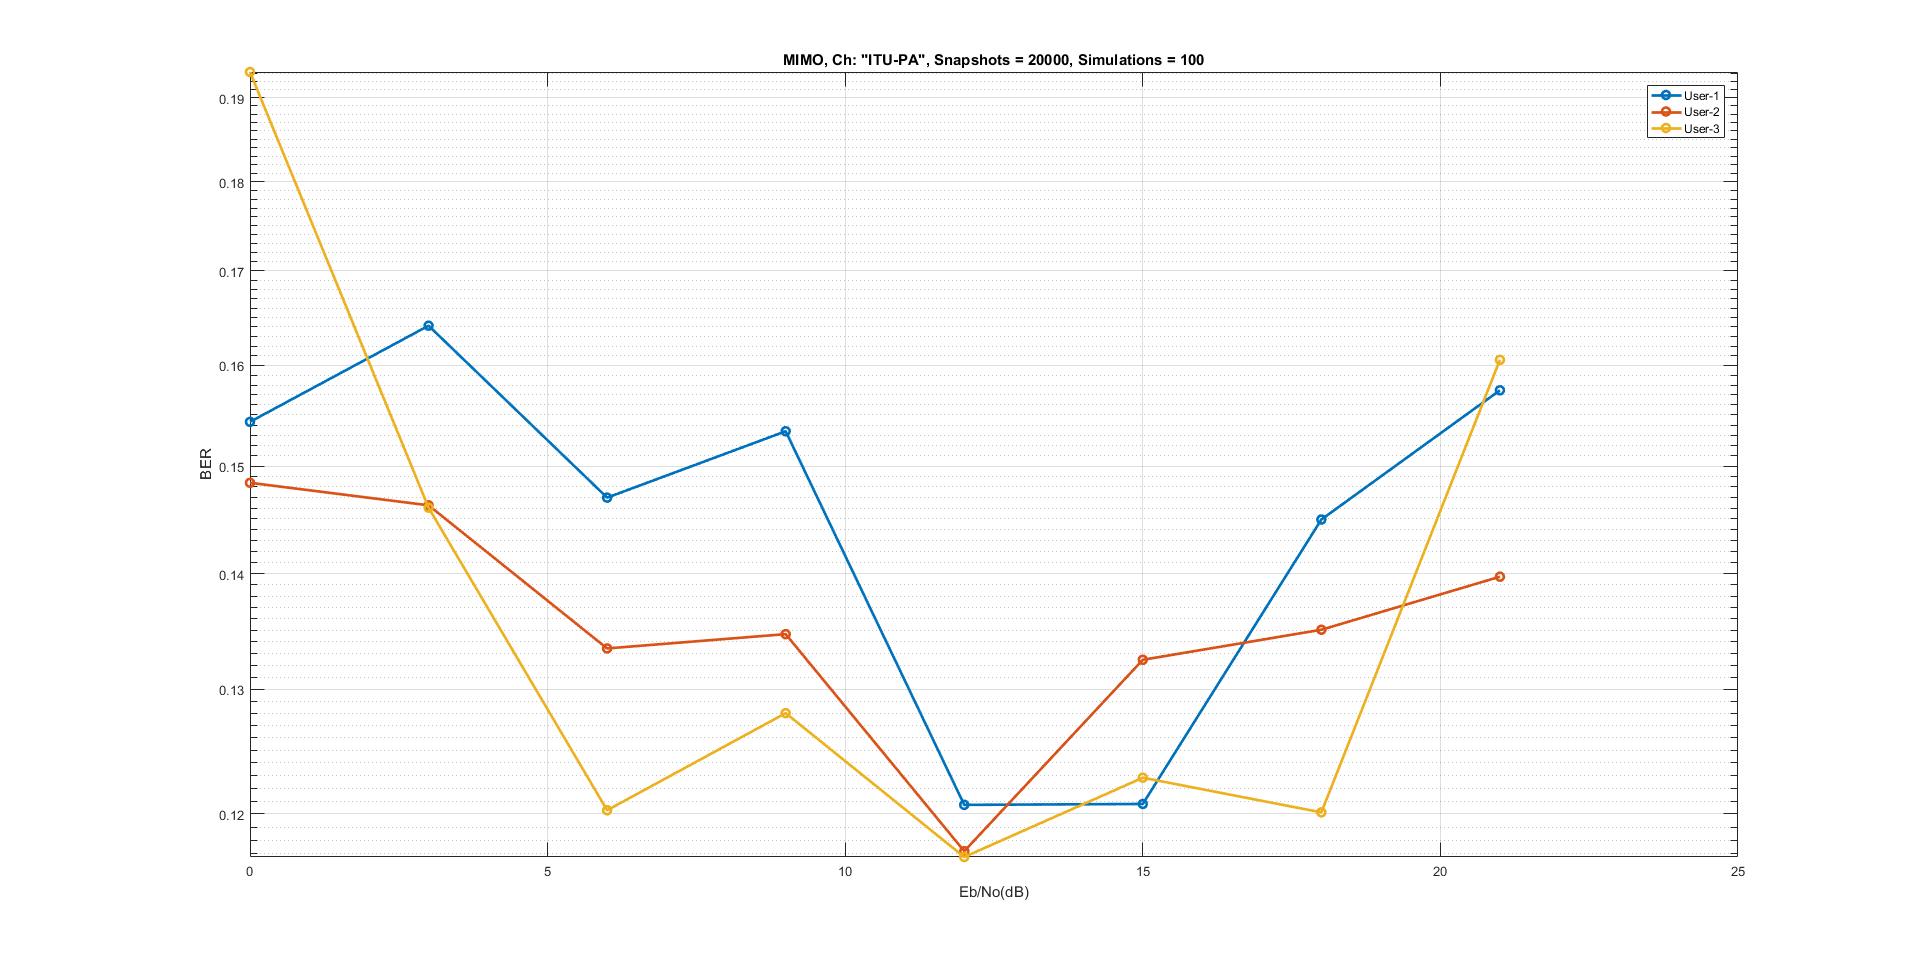 MIMO, Ch: "ITU-PA", Snapshots = 20000, Simulations = 100
User-1
User-2
User-3
0.19
0.18
0.17
0.16
0.15
0.14
0.13
0.12
BER
0 5 10 15 20 25
Eb/No(dB)